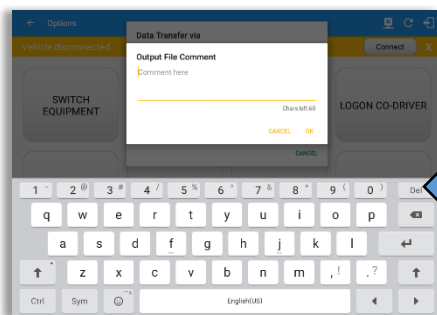 ← Options
Data Transfer via
Vehicle disconnected
Connect X
Output File Comment
Comment here
Chars left:60
CANCEL OK
SWITCH
EQUIPMENT
LOGON CO-DRIVER
CANCEL
1 - 2 @ 3 # 4 / 5 % 6 ^ 7 & 8 * 9 ( 0 ) Del
q w e r t y u i o p
a s d f g h j k l
z x c v b n m , ! . ?
Ctrl Sym English(US)